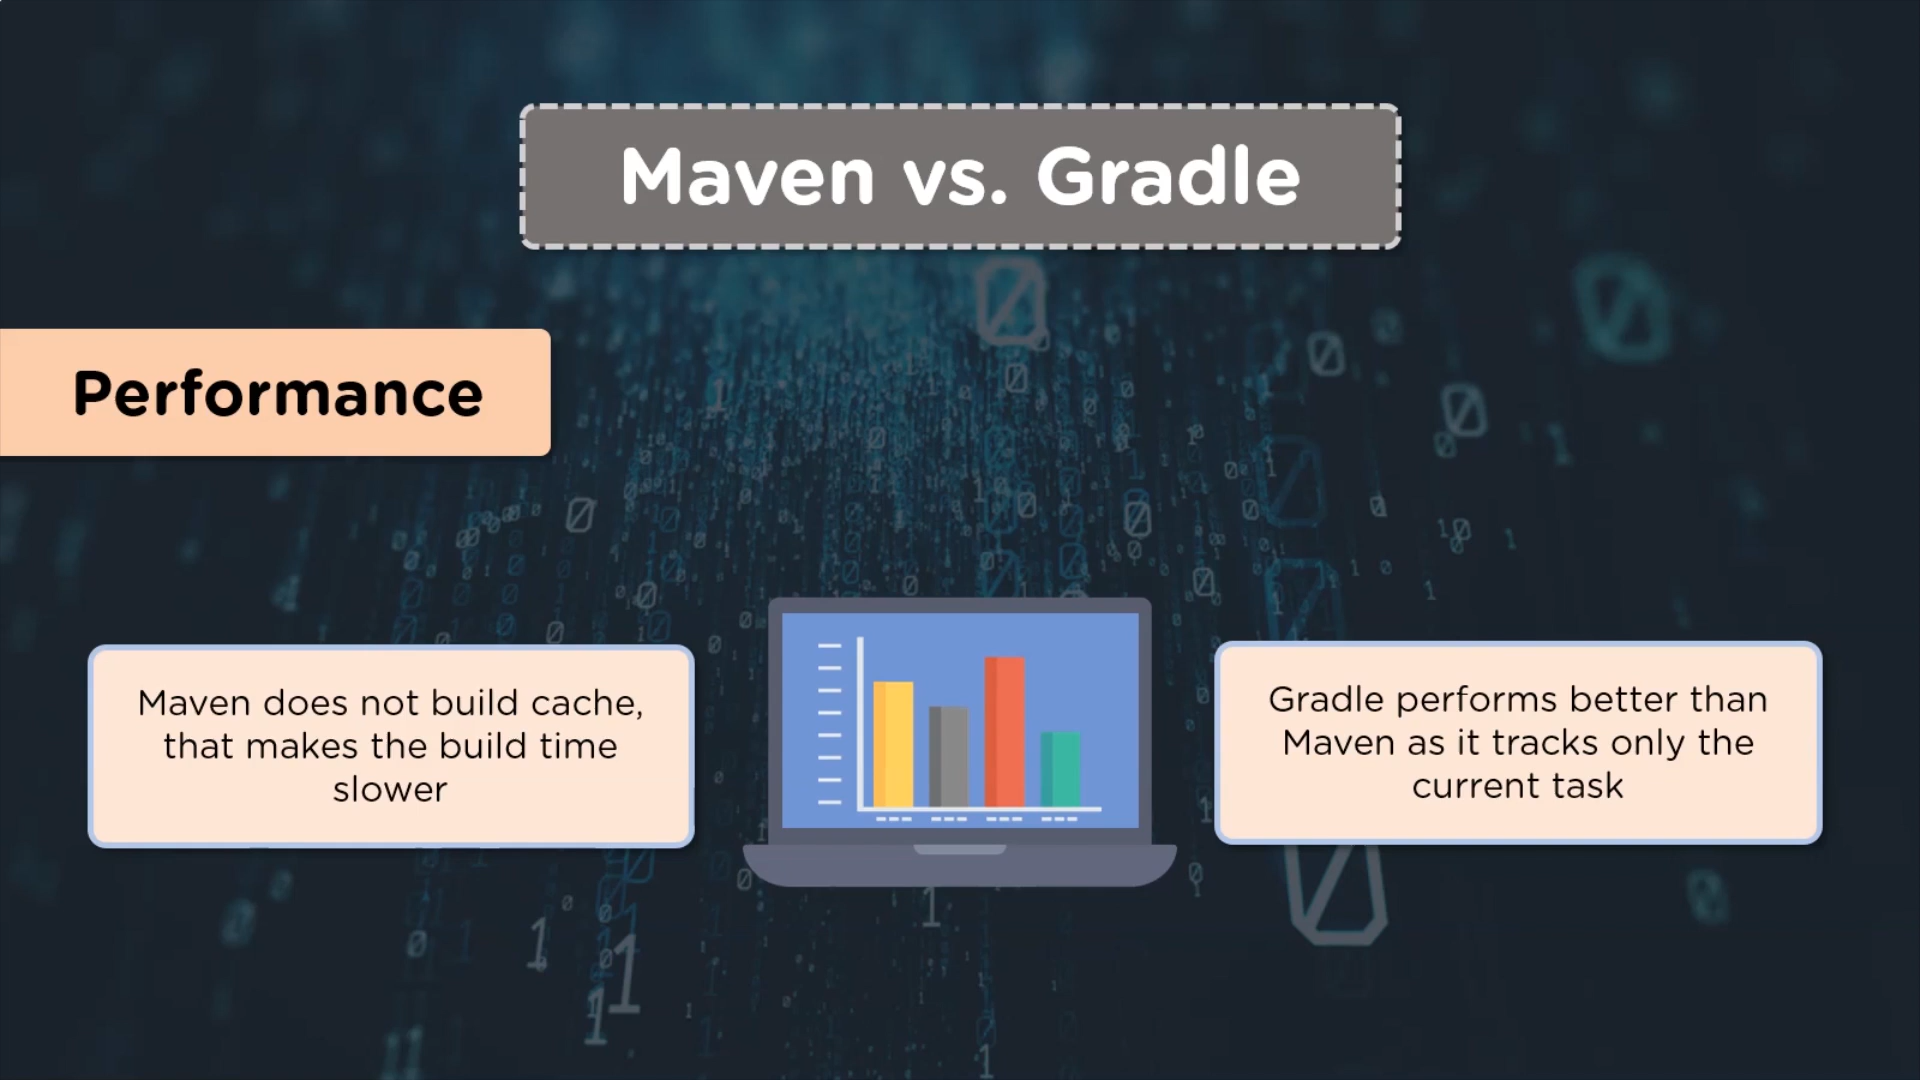 Maven vs. Gradle
Performance
Maven does not build cache,
that makes the build time
slower
Gradle performs better than
Maven as it tracks only the
current task